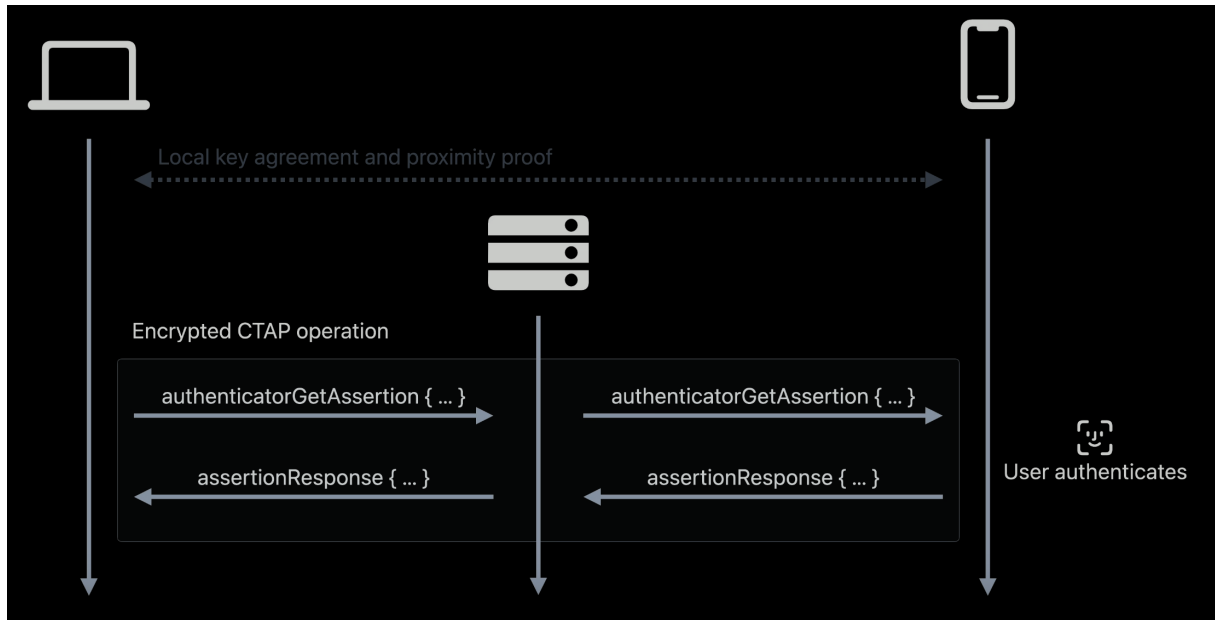 Local key agreement and proximity proof
Encrypted CTAP operation
authenticatorGetAssertion { ... }
authenticatorGetAssertion { ... }
assertionResponse { ... }
assertionResponse { ... }
User authenticates